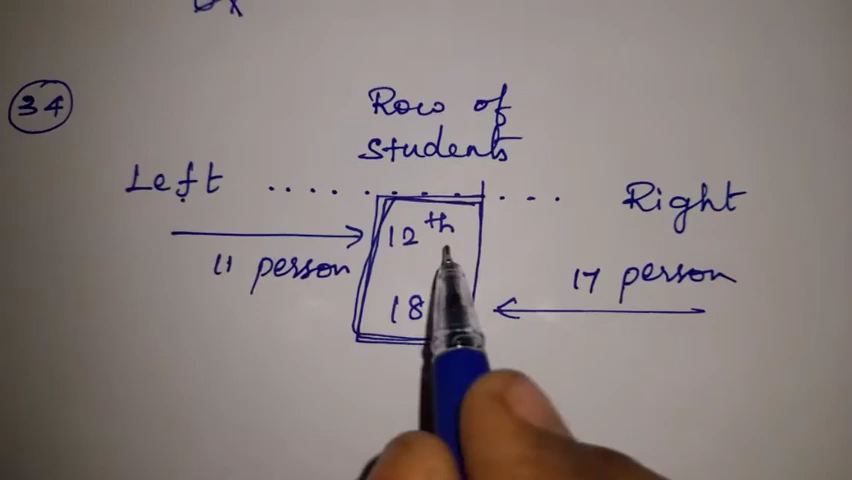 34
Row of
Students
Left ........... Right
12th
11 person
17 person
18